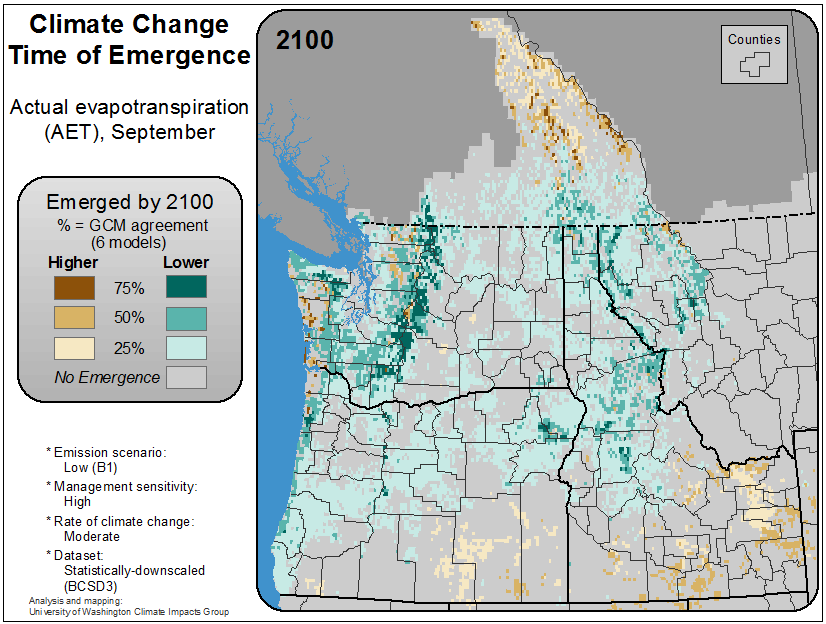 Climate Change
Time of Emergence
Actual evapotranspiration
(AET), September
Emerged by 2100
% = GCM agreement
(6 models)
Higher Lower
75%
50%
25%
No Emergence
* Emission scenario:
Low (B1)
* Management sensitivity:
High
* Rate of climate change:
Moderate
* Dataset:
Statistically-downscaled
(BCSD3)
Analysis and mapping:
University of Washington Climate Impacts Group
2100
Counties